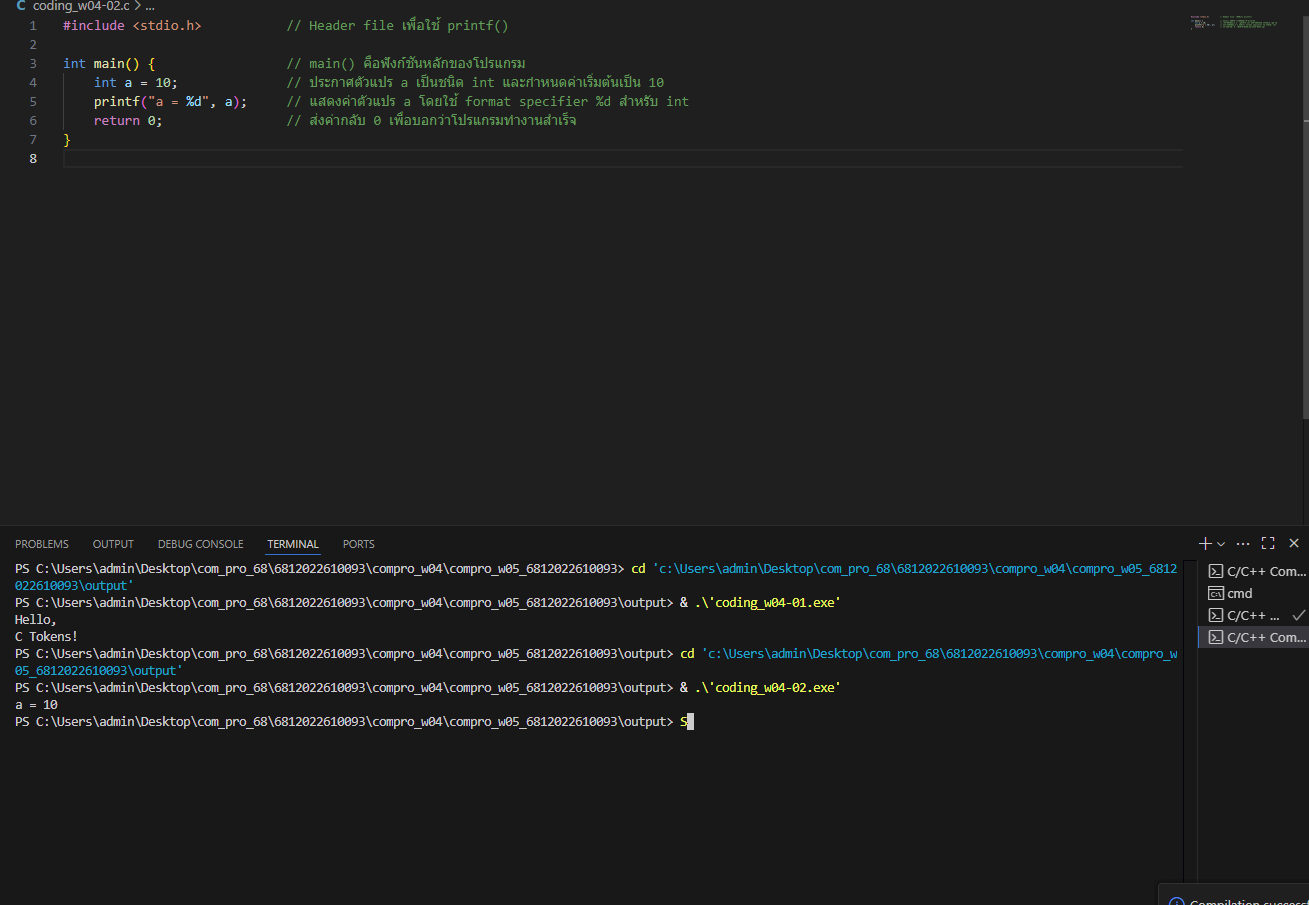 C coding_w04-02.c > ...
1 #include <stdio.h> // Header file เพื่อใช้ printf()
2
3 int main() { // main() คือฟังก์ชันหลักของโปรแกรม
4 int a = 10; // ประกาศตัวแปร a เป็นชนิด int และกำหนดค่าเริ่มต้นเป็น 10
5 printf("a = %d", a); // แสดงค่าตัวแปร a โดยใช้ format specifier %d สำหรับ int
6 return 0; // ส่งค่ากลับ 0 เพื่อบอกว่าโปรแกรมทำงานสำเร็จ
7 }
8
PROBLEMS OUTPUT DEBUG CONSOLE TERMINAL PORTS
PS C:\Users\admin\Desktop\com_pro_68\6812022610093\compro_w04\compro_w05_6812022610093> cd 'c:\Users\admin\Desktop\com_pro_68\6812022610093\compro_w04\compro_w05_6812
022610093\output'
PS C:\Users\admin\Desktop\com_pro_68\6812022610093\compro_w04\compro_w05_6812022610093\output> & .\'coding_w04-01.exe'
Hello,
C Tokens!
PS C:\Users\admin\Desktop\com_pro_68\6812022610093\compro_w04\compro_w05_6812022610093\output> cd 'c:\Users\admin\Desktop\com_pro_68\6812022610093\compro_w04\compro_w
05_6812022610093\output'
PS C:\Users\admin\Desktop\com_pro_68\6812022610093\compro_w04\compro_w05_6812022610093\output> & .\'coding_w04-02.exe'
a = 10
PS C:\Users\admin\Desktop\com_pro_68\6812022610093\compro_w04\compro_w05_6812022610093\output> S
C/C++ Com...
cmd
C/C++ ...
C/C++ Com...
Compilation success